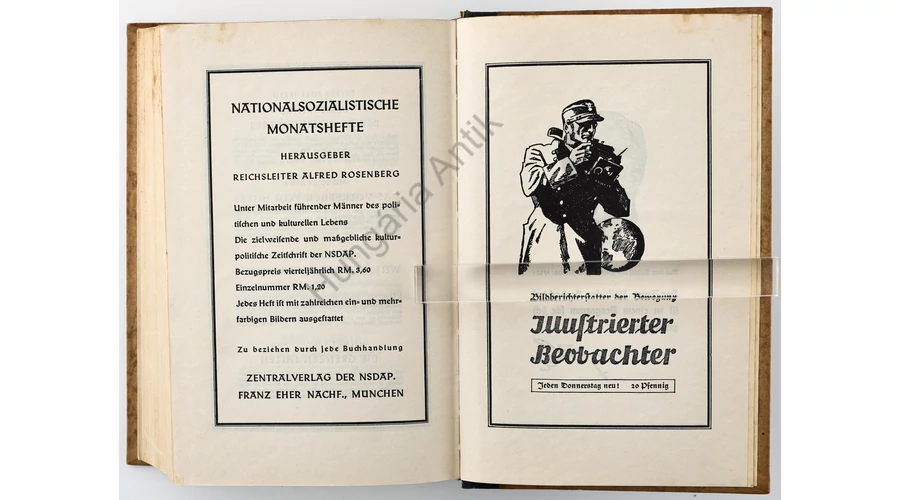 NATIONALSOZIALISTISCHE
MONATSHEFTE
HERAUSGEBER
REICHSLEITER ALFRED ROSENBERG
Unter Mitarbeit führender Männer des poli-
tischen und kulturellen Lebens
Die zielweisende und maßgebliche kultur-
politische Zeitschrift der NSDAP.
Bezugspreis vierteljährlich RM. 3,60
Einzelnummer RM. 1,20
Jedes Heft ist mit zahlreichen ein- und mehr-
farbigen Bildern ausgestattet
Zu beziehen durch jede Buchhandlung
ZENTRALVERLAG DER NSDAP.
FRANZ EHER NACHF., MÜNCHEN
Hungária Antik
Bildberichterstatter der Bewegung
Illustrierter
Beobachter
Jeden Donnerstag neu! 20 Pfennig